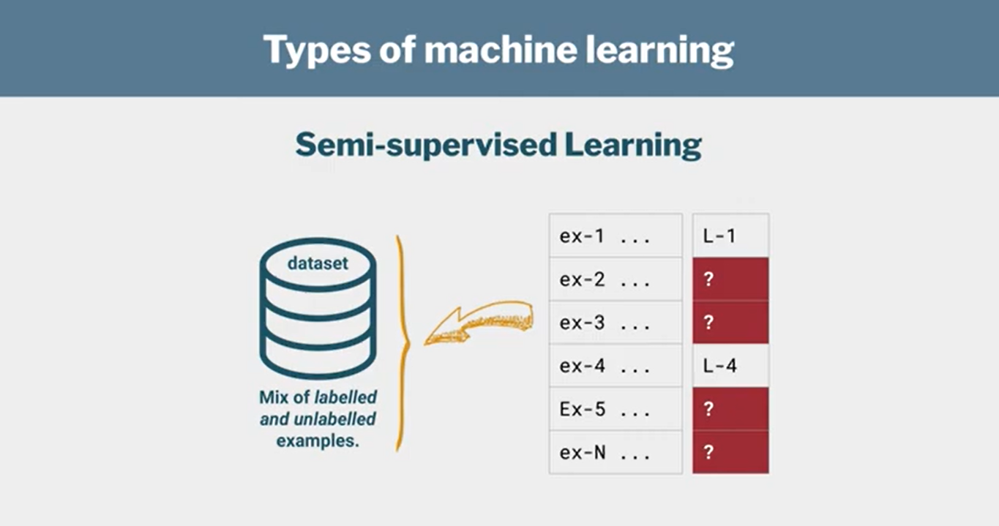 Types of machine learning
Semi-supervised Learning
dataset
Mix of labelled
and unlabelled
examples.
ex-1 ... L-1
ex-2 ... ?
ex-3 ... ?
ex-4 ... L-4
Ex-5 ... ?
ex-N ... ?